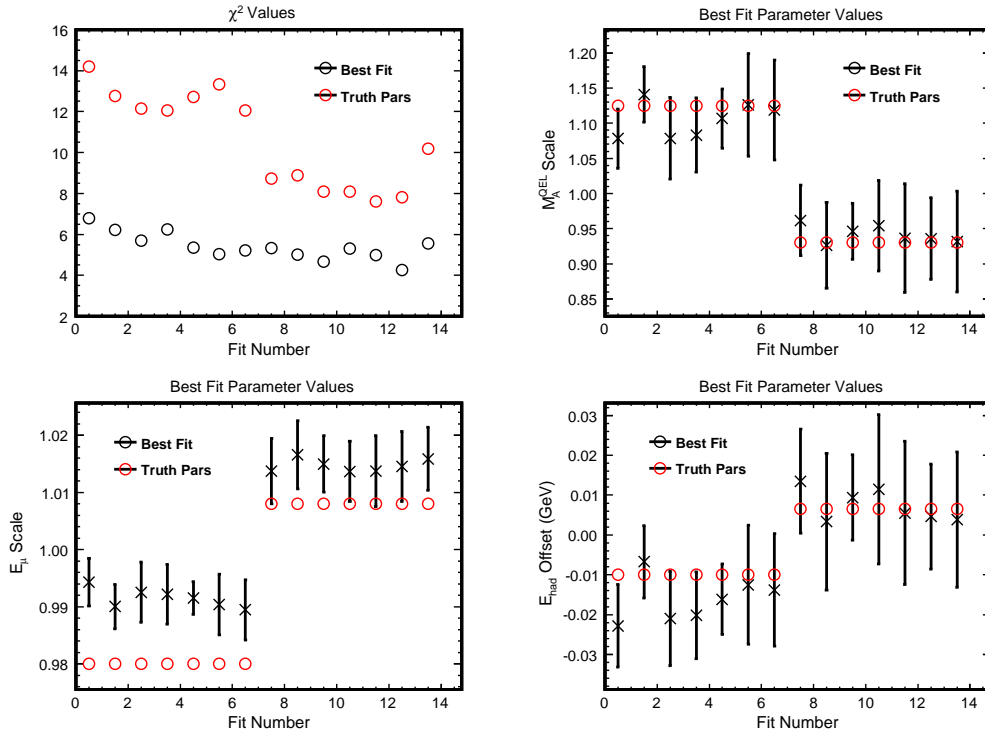 χ² Values
16
14
12
10
8
6
4
2
0 2 4 6 8 10 12 14
Fit Number
Best Fit
Truth Pars
Best Fit Parameter Values
M_A^QEL Scale
1.20
1.15
1.10
1.05
1.00
0.95
0.90
0.85
0 2 4 6 8 10 12 14
Fit Number
Best Fit
Truth Pars
Best Fit Parameter Values
E_μ Scale
1.02
1.01
1.00
0.99
0.98
0 2 4 6 8 10 12 14
Fit Number
Best Fit
Truth Pars
Best Fit Parameter Values
E_had Offset (GeV)
0.03
0.02
0.01
0.00
-0.01
-0.02
-0.03
0 2 4 6 8 10 12 14
Fit Number
Best Fit
Truth Pars